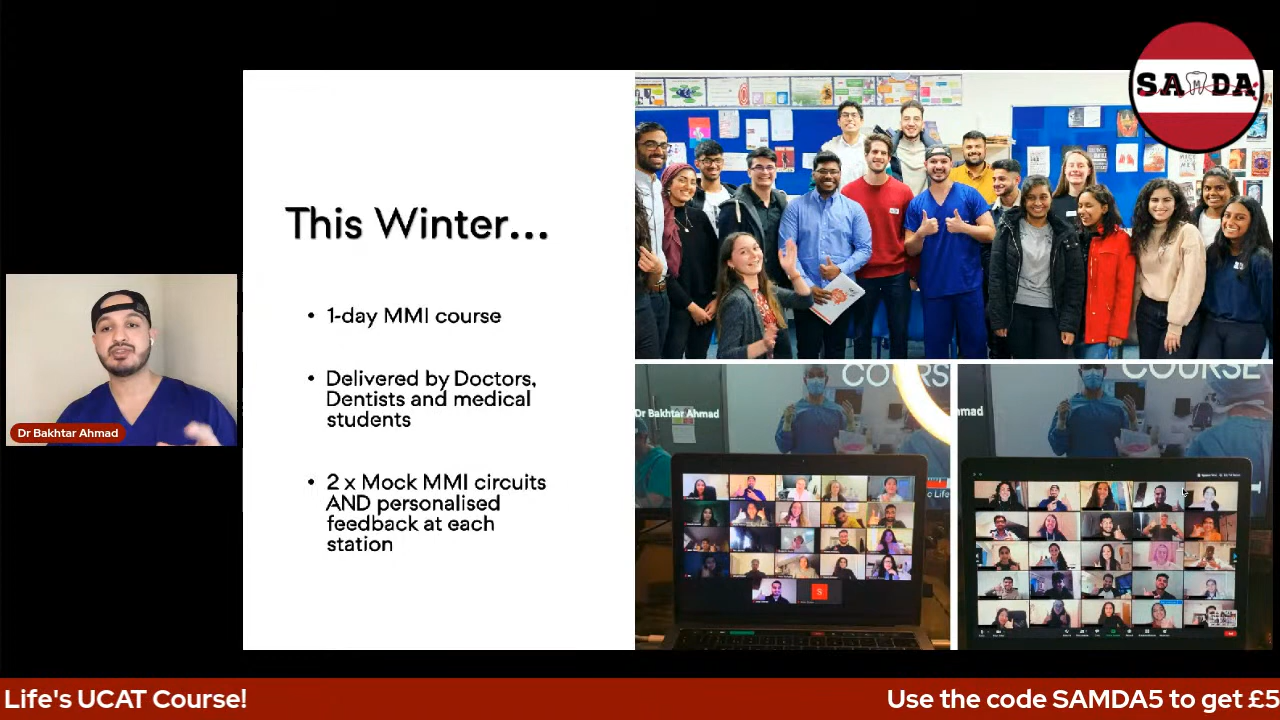 SAMDA
This Winter...
• 1-day MMI course
• Delivered by Doctors,
Dentists and medical
students
• 2 x Mock MMI circuits
AND personalised
feedback at each
station
Dr Bakhtar Ahmad
COURS
Dr Bakhtar Ahmad
COURSE
mad
S
Life's UCAT Course!
Use the code SAMDA5 to get £5